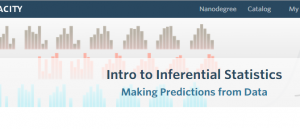 ACITY Nanodegree Catalog My
Intro to Inferential Statistics
Making Predictions from Data